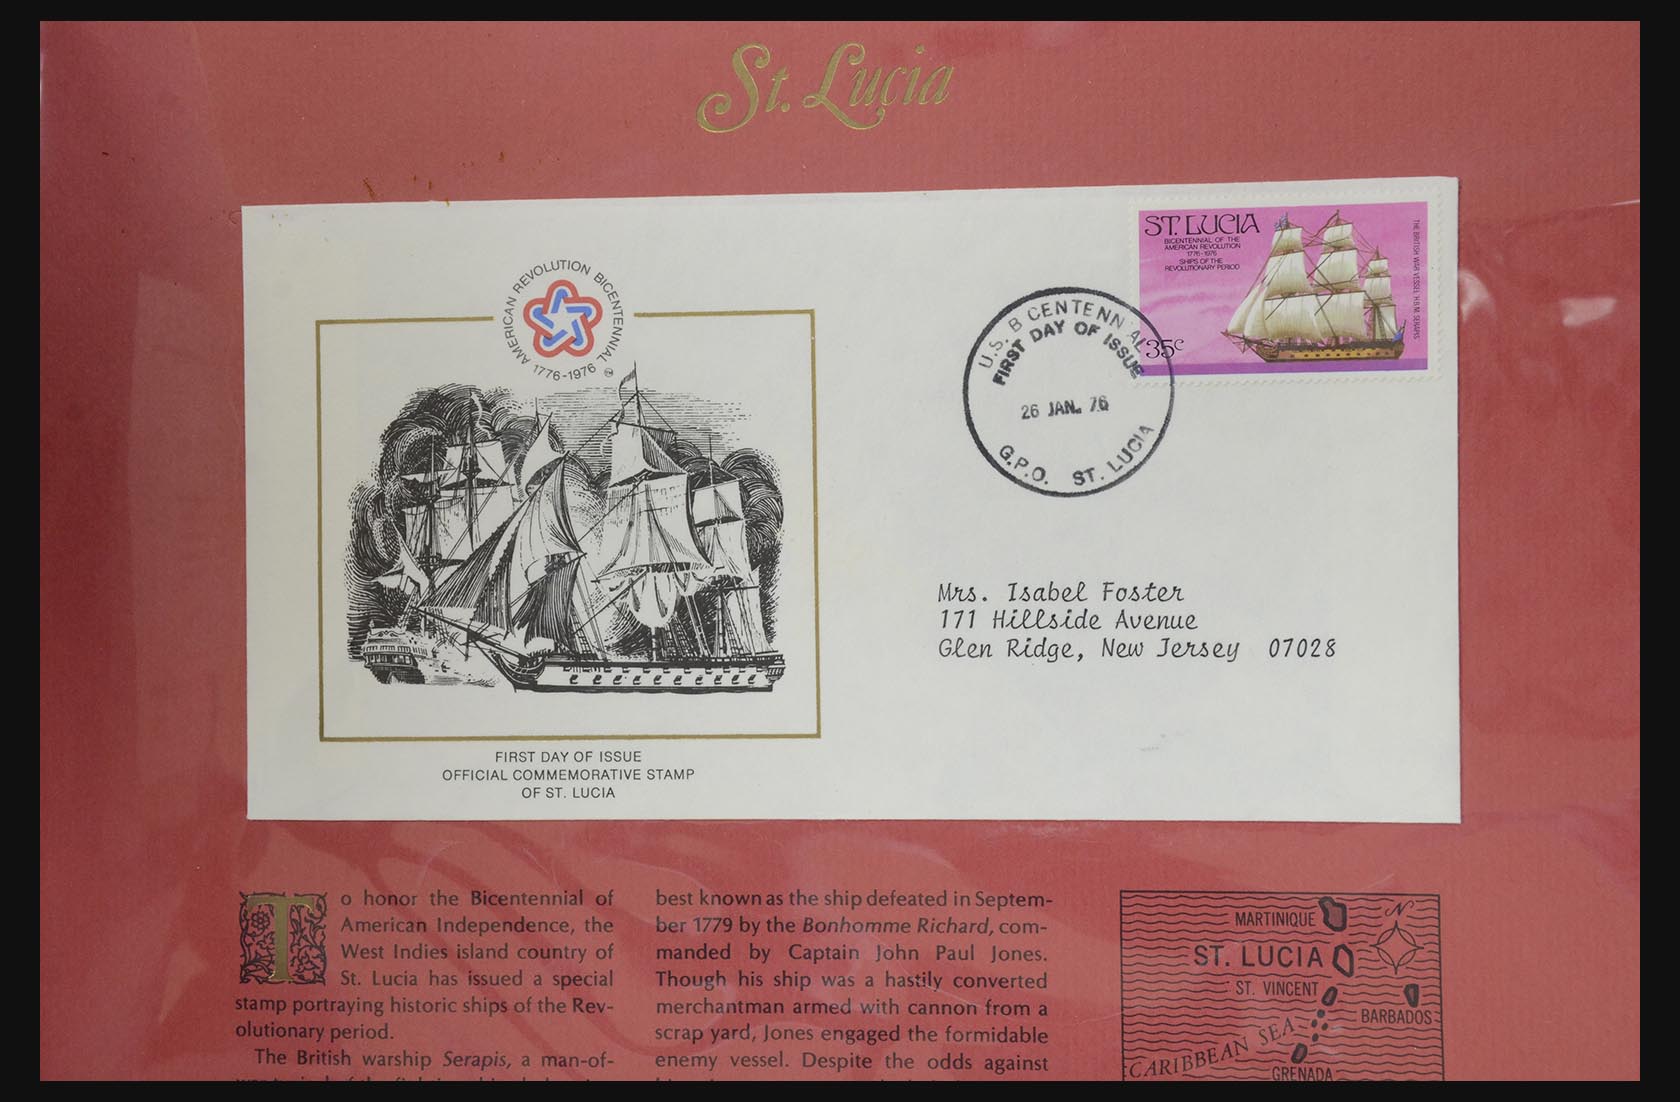 St. Lucia
AMERICAN REVOLUTION BICENTENNIAL
1776-1976
ST. LUCIA
BICENTENNIAL OF THE
AMERICAN REVOLUTION
1776-1976
SHIPS OF THE
REVOLUTIONARY PERIOD
THE BRITISH WAR VESSEL H.B.M. SERAPIS
35c
U.S. BICENTENNIAL
FIRST DAY OF ISSUE
26 JAN. 76
G.P.O. ST. LUCIA
Mrs. Isabel Foster
171 Hillside Avenue
Glen Ridge, New Jersey 07028
FIRST DAY OF ISSUE
OFFICIAL COMMEMORATIVE STAMP
OF ST. LUCIA
To honor the Bicentennial of
American Independence, the
West Indies island country of
St. Lucia has issued a special
stamp portraying historic ships of the Rev-
olutionary period.
The British warship Serapis, a man-of-
best known as the ship defeated in Septem-
ber 1779 by the Bonhomme Richard, com-
manded by Captain John Paul Jones.
Though his ship was a hastily converted
merchantman armed with cannon from a
scrap yard, Jones engaged the formidable
enemy vessel. Despite the odds against
MARTINIQUE
N
ST. LUCIA
ST. VINCENT
BARBADOS
CARIBBEAN SEA
GRENADA